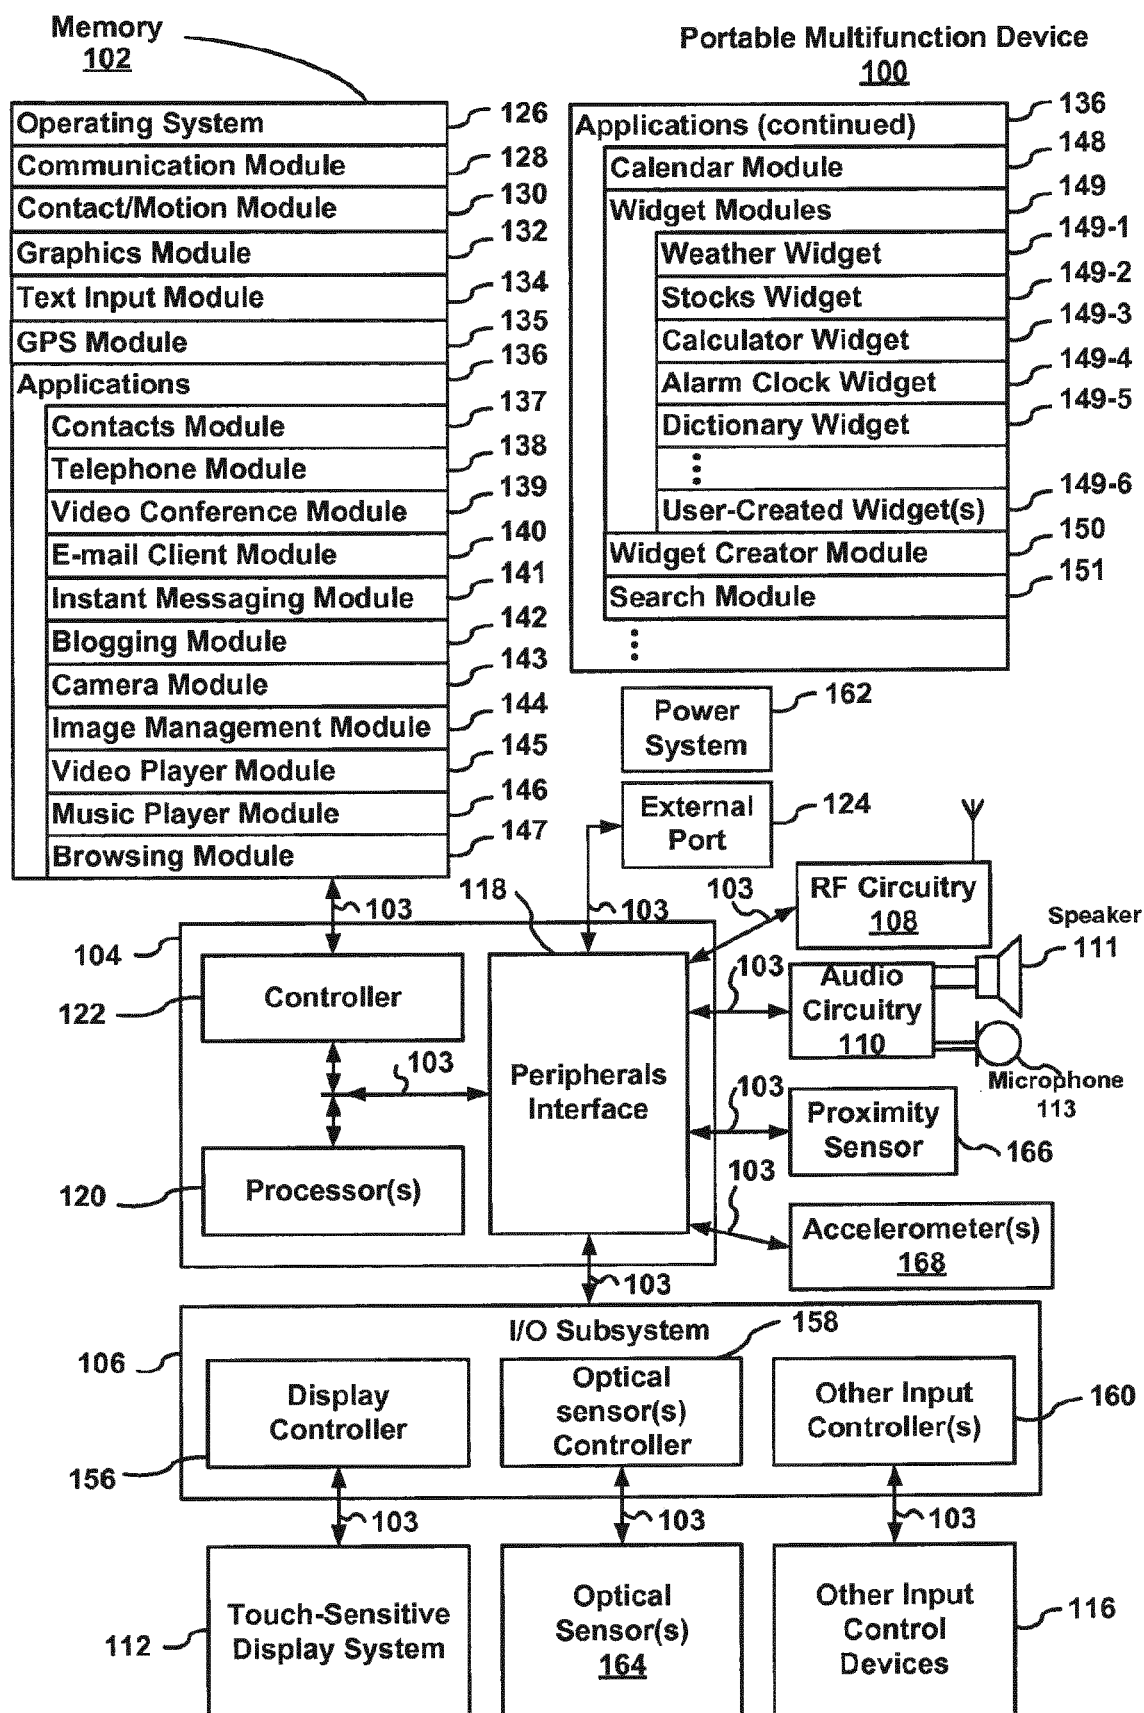 Memory
102
Operating System
126
Communication Module
128
Contact/Motion Module
130
Graphics Module
132
Text Input Module
134
GPS Module
135
Applications
136
Contacts Module
137
Telephone Module
138
Video Conference Module
139
E-mail Client Module
140
Instant Messaging Module
141
Blogging Module
142
Camera Module
143
Image Management Module
144
Video Player Module
145
Music Player Module
146
Browsing Module
147
Portable Multifunction Device
100
Applications (continued)
136
Calendar Module
148
Widget Modules
149
Weather Widget
149-1
Stocks Widget
149-2
Calculator Widget
149-3
Alarm Clock Widget
149-4
Dictionary Widget
149-5
User-Created Widget(s)
149-6
Widget Creator Module
150
Search Module
151
Power
System
162
External
Port
124
103
118
103
103
RF Circuitry
108
Speaker
111
104
Controller
122
103
Audio
Circuitry
110
Microphone
113
103
Peripherals
Interface
103
Proximity
Sensor
166
120
Processor(s)
103
Accelerometer(s)
168
103
I/O Subsystem
158
106
Display
Controller
156
Optical
sensor(s)
Controller
Other Input
Controller(s)
160
103
103
103
112
Touch-Sensitive
Display System
Optical
Sensor(s)
164
Other Input
Control
Devices
116